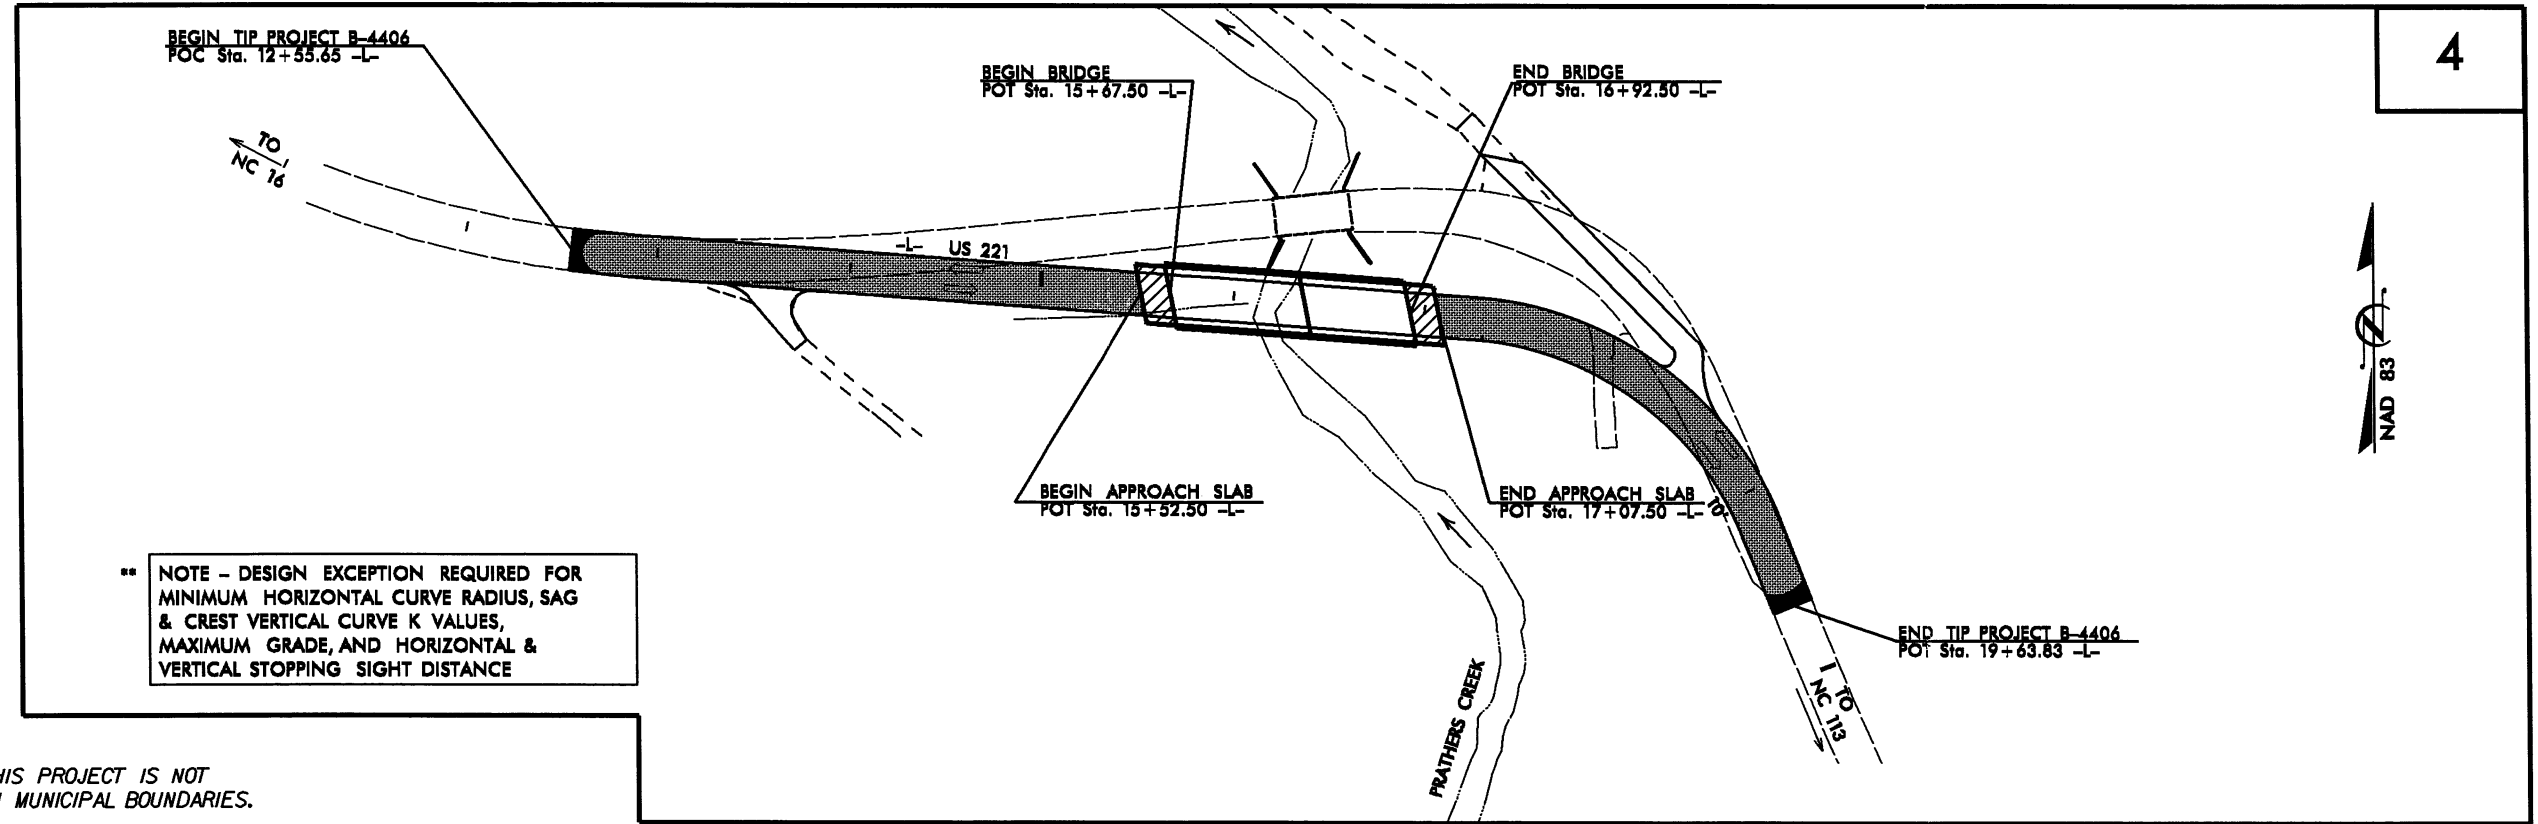 BEGIN TIP PROJECT B-4406
POC Sta. 12+55.65 -L-
BEGIN BRIDGE
POT Sta. 15+67.50 -L-
END BRIDGE
POT Sta. 16+92.50 -L-
4
TO
NC 16
-L- US 221
NAD 83
BEGIN APPROACH SLAB
POT Sta. 15+52.50 -L-
END APPROACH SLAB
POT Sta. 17+07.50 -L-
10'
** NOTE - DESIGN EXCEPTION REQUIRED FOR
MINIMUM HORIZONTAL CURVE RADIUS, SAG
& CREST VERTICAL CURVE K VALUES,
MAXIMUM GRADE, AND HORIZONTAL &
VERTICAL STOPPING SIGHT DISTANCE
END TIP PROJECT B-4406
POT Sta. 19+63.83 -L-
TO
NC 113
PRATHERS CREEK
HIS PROJECT IS NOT
MUNICIPAL BOUNDARIES.